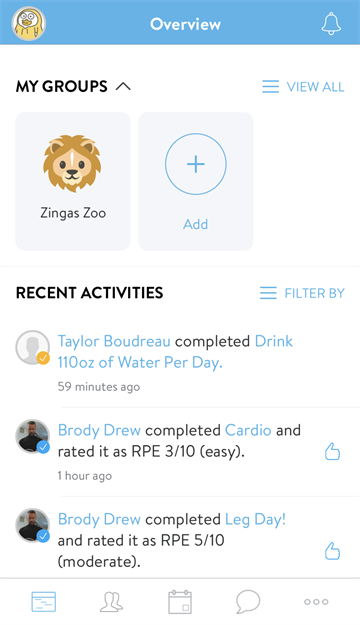 Overview
MY GROUPS
VIEW ALL
Zingas Zoo
Add
RECENT ACTIVITIES
FILTER BY
Taylor Boudreau completed Drink
110oz of Water Per Day.
59 minutes ago
Brody Drew completed Cardio and
rated it as RPE 3/10 (easy).
1 hour ago
Brody Drew completed Leg Day!
and rated it as RPE 5/10
(moderate).